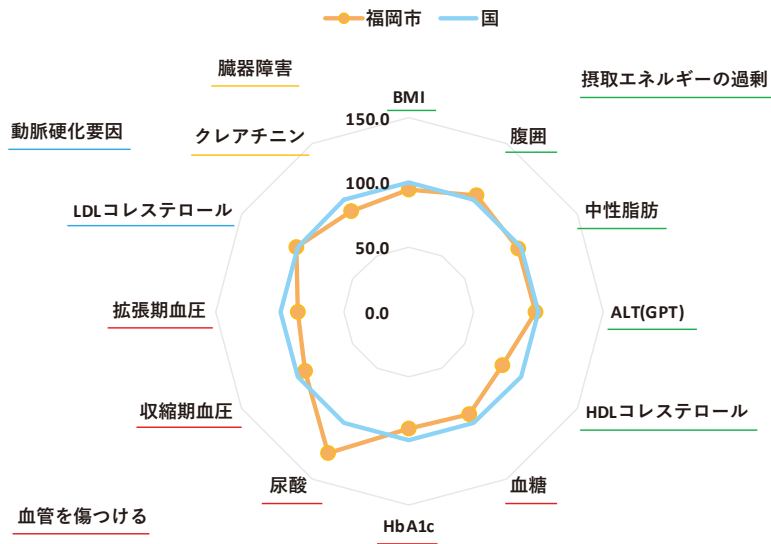 福岡市 国
臓器障害
摂取エネルギーの過剰
BMI
動脈硬化要因
クレアチニン
150.0
腹囲
100.0
LDLコレステロール
中性脂肪
50.0
拡張期血圧
0.0
ALT(GPT)
収縮期血圧
HDLコレステロール
尿酸
血糖
血管を傷つける
HbA1c